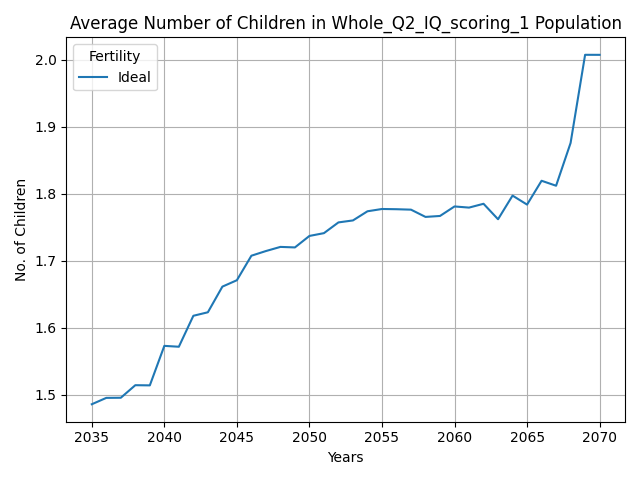 Average Number of Children in Whole_Q2_IQ_scoring_1 Population
Fertility
Ideal
No. of Children
2.0
1.9
1.8
1.7
1.6
1.5
2035 2040 2045 2050 2055 2060 2065 2070
Years